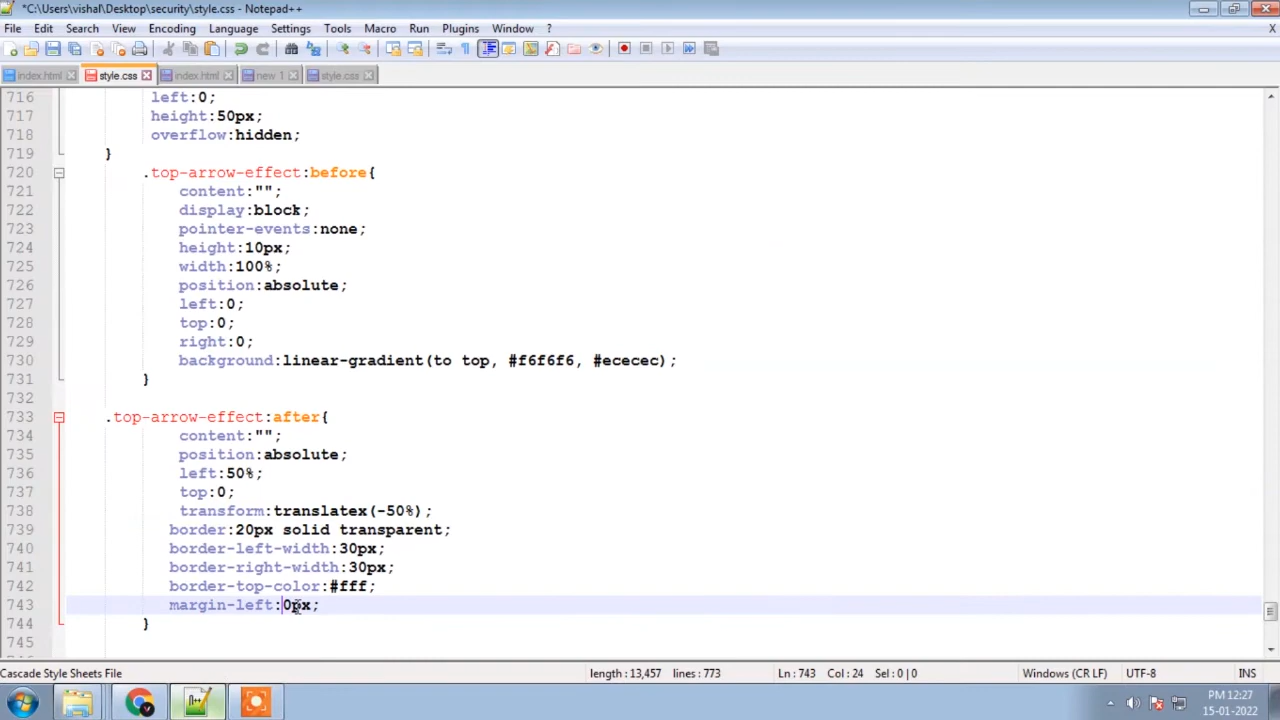 *C:\Users\vishal\Desktop\security\style.css - Notepad++
File Edit Search View Encoding Language Settings Tools Macro Run Plugins Window ? X
index.html style.css index.html new 1 style.css
716 left:0;
717 height:50px;
718 overflow:hidden;
719 }
720 .top-arrow-effect:before{
721 content:"";
722 display:block;
723 pointer-events:none;
724 height:10px;
725 width:100%;
726 position:absolute;
727 left:0;
728 top:0;
729 right:0;
730 background:linear-gradient(to top, #f6f6f6, #ececec);
731 }
732
733 .top-arrow-effect:after{
734 content:"";
735 position:absolute;
736 left:50%;
737 top:0;
738 transform:translatex(-50%);
739 border:20px solid transparent;
740 border-left-width:30px;
741 border-right-width:30px;
742 border-top-color:#fff;
743 margin-left:0px;
744 }
745
Cascade Style Sheets File length : 13,457 lines : 773 Ln : 743 Col : 24 Sel : 0 | 0 Windows (CR LF) UTF-8 INS
PM 12:27
15-01-2022